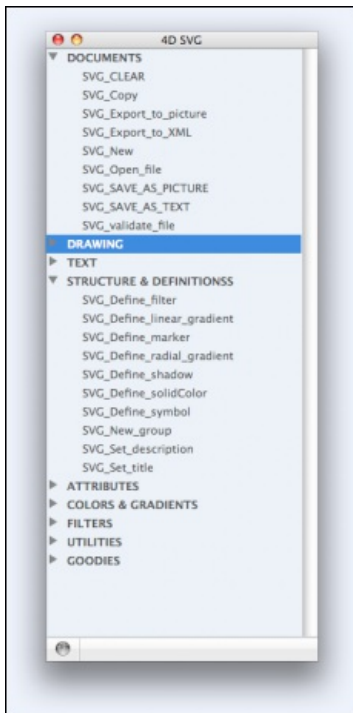 4D SVG
DOCUMENTS
SVG_CLEAR
SVG_Copy
SVG_Export_to_picture
SVG_Export_to_XML
SVG_New
SVG_Open_file
SVG_SAVE_AS_PICTURE
SVG_SAVE_AS_TEXT
SVG_validate_file
DRAWING
TEXT
STRUCTURE & DEFINITIONSS
SVG_Define_filter
SVG_Define_linear_gradient
SVG_Define_marker
SVG_Define_radial_gradient
SVG_Define_shadow
SVG_Define_solidColor
SVG_Define_symbol
SVG_New_group
SVG_Set_description
SVG_Set_title
ATTRIBUTES
COLORS & GRADIENTS
FILTERS
UTILITIES
GOODIES